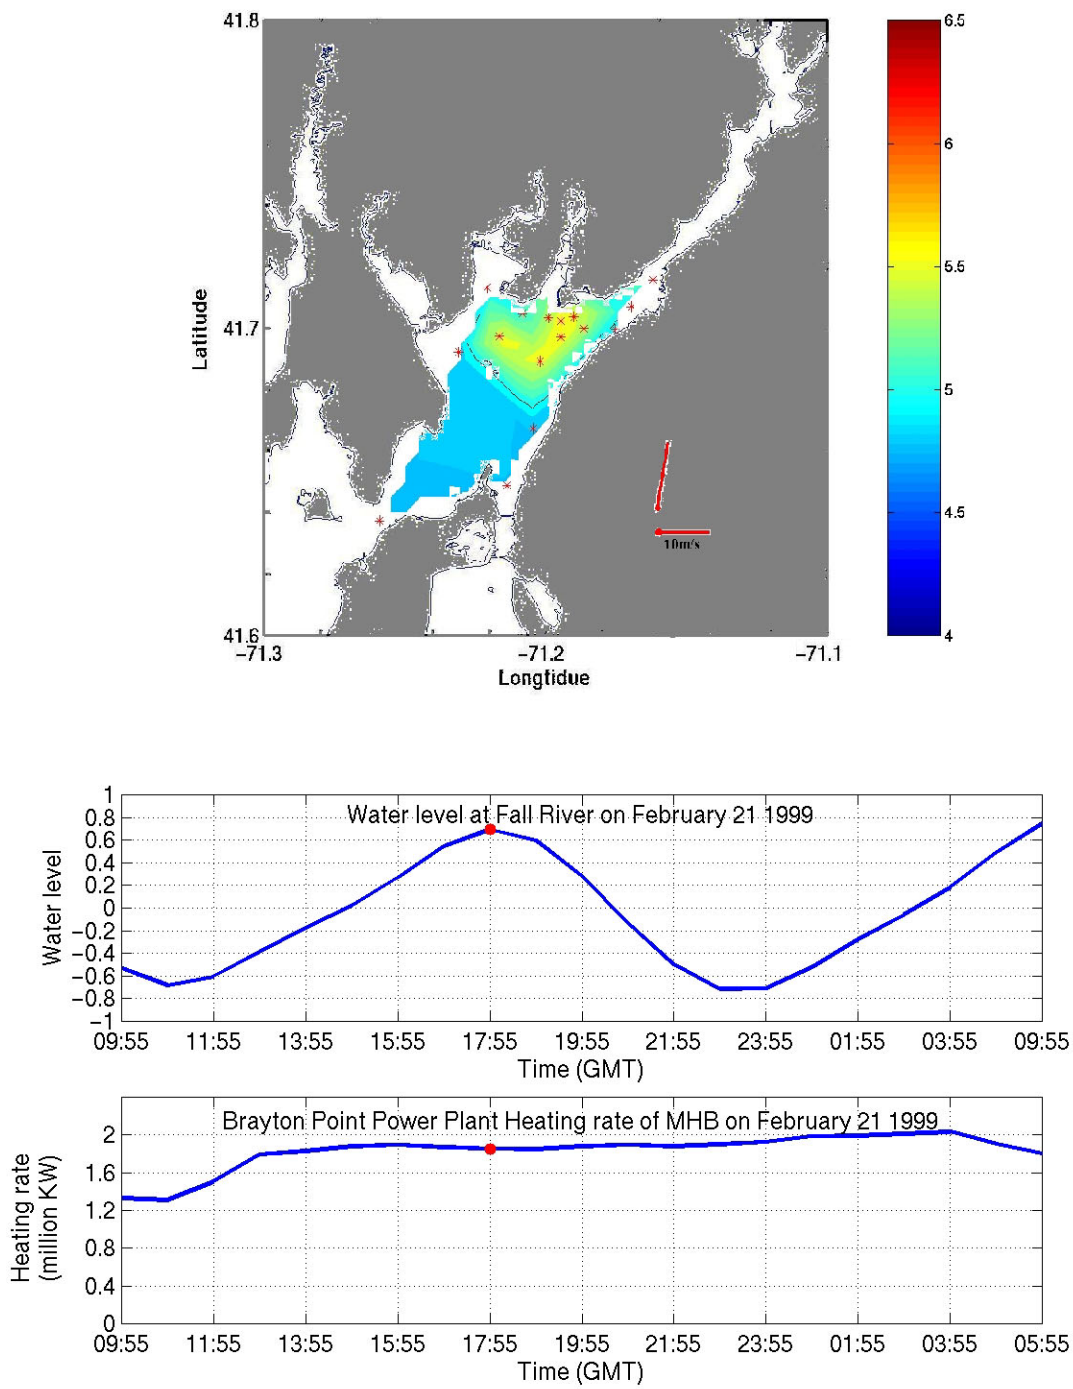 41.8
41.7
41.6
Latitude
-71.3
-71.2
-71.1
Longtidue
10m/s
6.5
6
5.5
5
4.5
4
Water level at Fall River on February 21 1999
Water level
1
0.8
0.6
0.4
0.2
0
-0.2
-0.4
-0.6
-0.8
-1
09:55 11:55 13:55 15:55 17:55 19:55 21:55 23:55 01:55 03:55 09:55
Time (GMT)
Brayton Point Power Plant Heating rate of MHB on February 21 1999
Heating rate
(million KW)
2
1.6
1.2
0.8
0.4
0
09:55 11:55 13:55 15:55 17:55 19:55 21:55 23:55 01:55 03:55 05:55
Time (GMT)